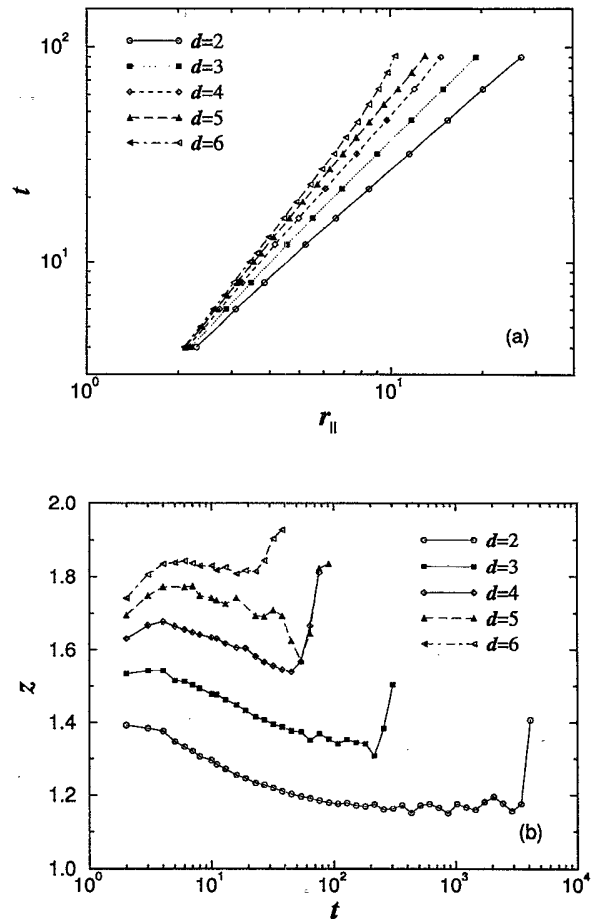 10²
d=2
d=3
d=4
d=5
d=6
t
10¹
(a)
10⁰
10¹
r||
2.0
d=2
1.8
d=3
d=4
d=5
1.6
d=6
z
1.4
1.2
(b)
1.0
10⁰
10¹
10²
10³
10⁴
t